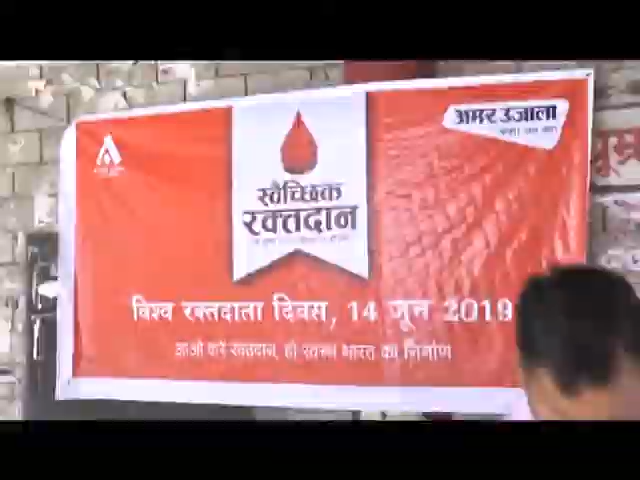 अमर उजाला
स्वैच्छिक
रक्तदान
विश्व रक्तदाता दिवस, 14 जून 2019
आओ करें रक्तदान, हो स्वस्थ भारत का निर्माण